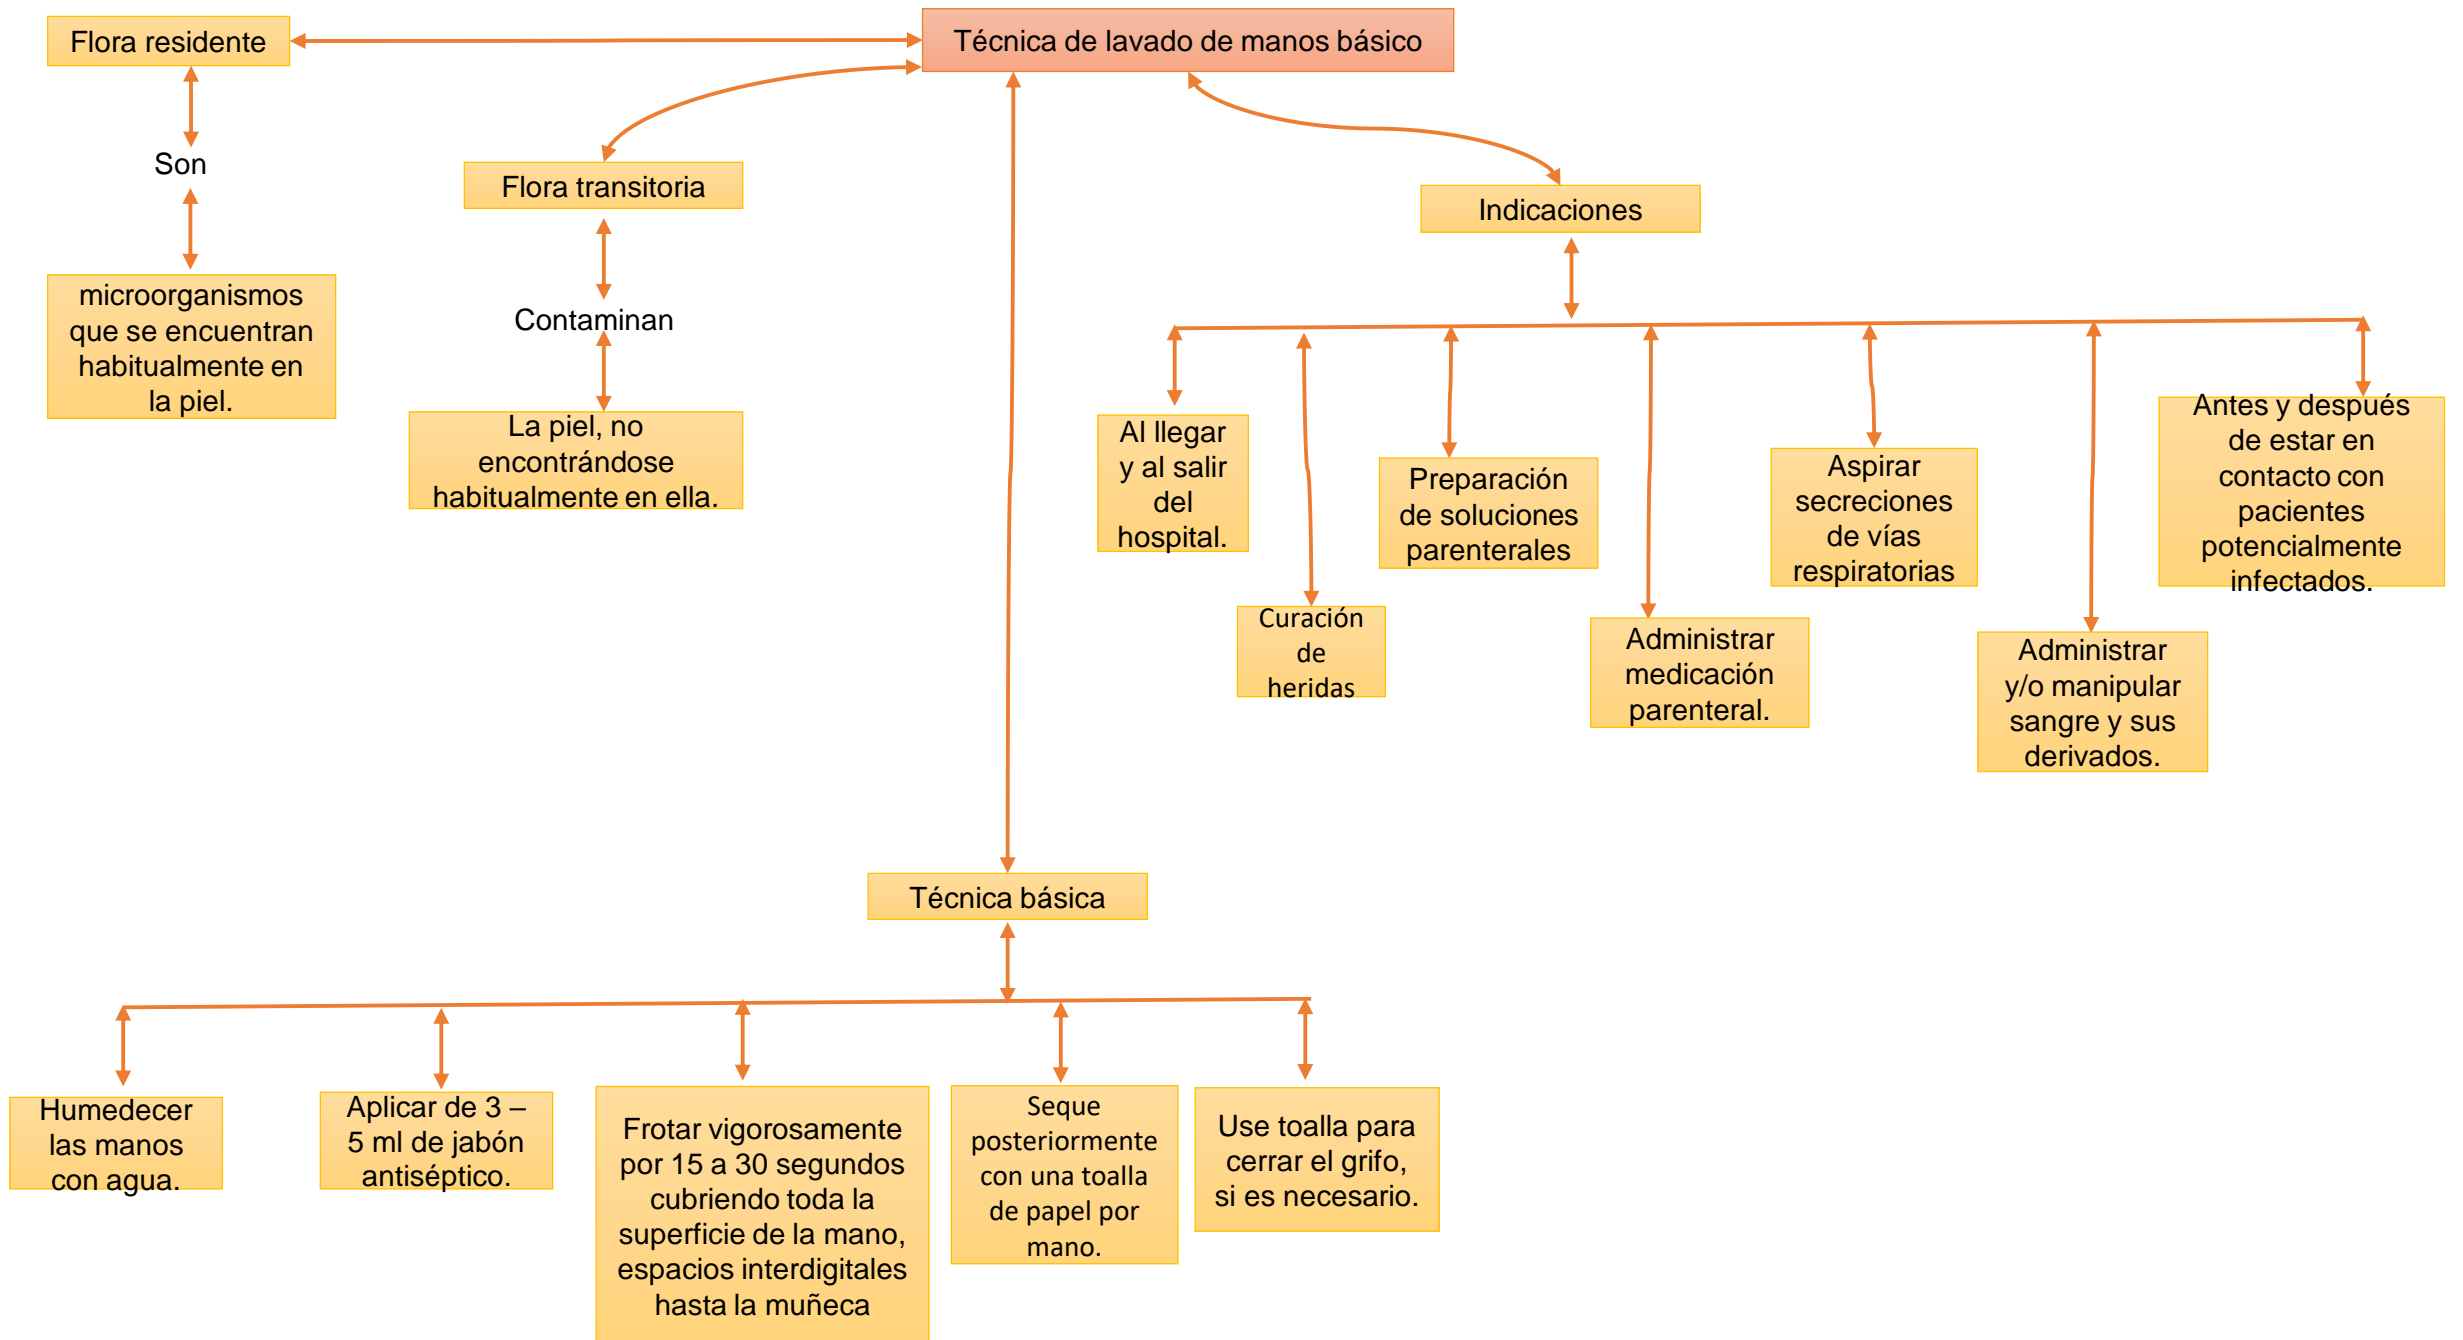 Flora residente
Técnica de lavado de manos básico
Son
Flora transitoria
Indicaciones
microorganismos
que se encuentran
habitualmente en
la piel.
Contaminan
La piel, no
encontrándose
habitualmente en ella.
Al llegar
y al salir
del
hospital.
Curación
de
heridas
Preparación
de soluciones
parenterales
Administrar
medicación
parenteral.
Aspirar
secreciones
de vías
respiratorias
Administrar
y/o manipular
sangre y sus
derivados.
Antes y después
de estar en
contacto con
pacientes
potencialmente
infectados.
Técnica básica
Humedecer
las manos
con agua.
Aplicar de 3 –
5 ml de jabón
antiséptico.
Frotar vigorosamente
por 15 a 30 segundos
cubriendo toda la
superficie de la mano,
espacios interdigitales
hasta la muñeca
Seque
posteriormente
con una toalla
de papel por
mano.
Use toalla para
cerrar el grifo,
si es necesario.